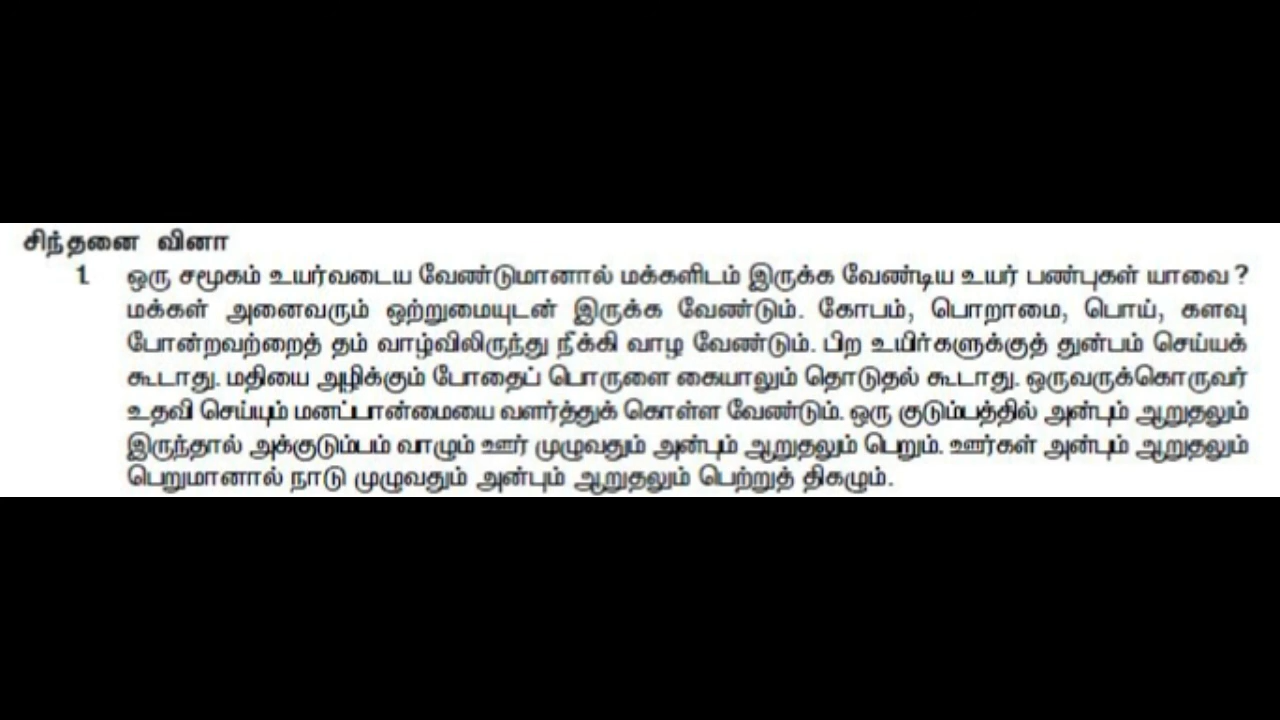 சிந்தனை வினா
1 ஒரு சமூகம் உயர்வடைய வேண்டுமானால் மக்களிடம் இருக்க வேண்டிய உயர் பண்புகள் யாவை ?
மக்கள் அனைவரும் ஒற்றுமையுடன் இருக்க வேண்டும். கோபம், பொறாமை, பொய், களவு
போன்றவற்றைத் தம் வாழ்விலிருந்து நீக்கி வாழ வேண்டும். பிற உயிர்களுக்குத் துன்பம் செய்யக்
கூடாது. மதியை அழிக்கும் போதைப் பொருளை கையாலும் தொடுதல் கூடாது. ஒருவருக்கொருவர்
உதவி செய்யும் மனப்பான்மையை வளர்த்துக் கொள்ள வேண்டும். ஒரு குடும்பத்தில் அன்பும் ஆறுதலும்
இருந்தால் அக்குடும்பம் வாழும் ஊர் முழுவதும் அன்பும் ஆறுதலும் பெறும். ஊர்கள் அன்பும் ஆறுதலும்
பெறுமானால் நாடு முழுவதும் அன்பும் ஆறுதலும் பெற்றுத் திகழும்.